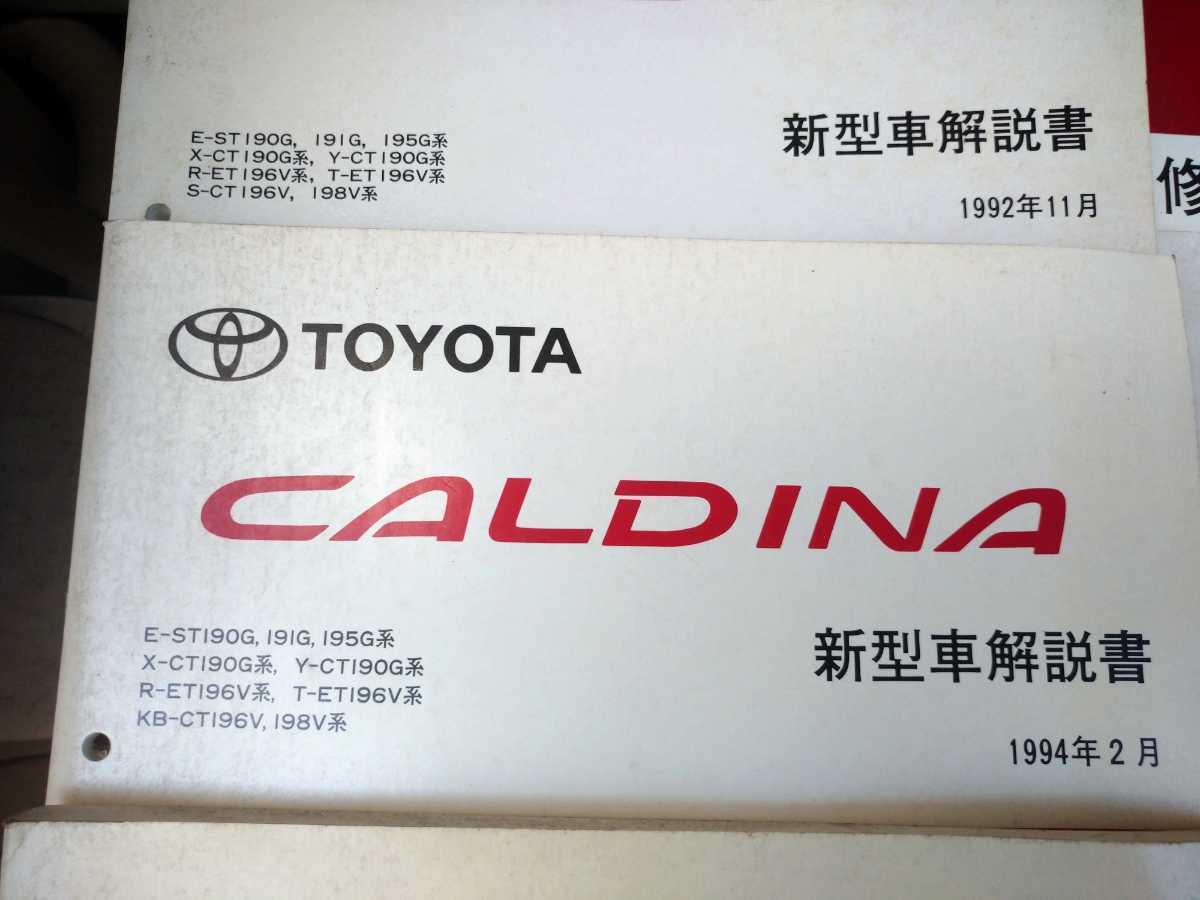 E-ST190G, 191G, 195G系
X-CT190G系, Y-CT190G系
R-ET196V系, T-ET196V系
S-CT196V, 198V系
新型車解説書
1992年11月
修
TOYOTA
CALDINA
E-ST190G, 191G, 195G系
X-CT190G系, Y-CT190G系
R-ET196V系, T-ET196V系
KB-CT196V, 198V系
新型車解説書
1994年2月